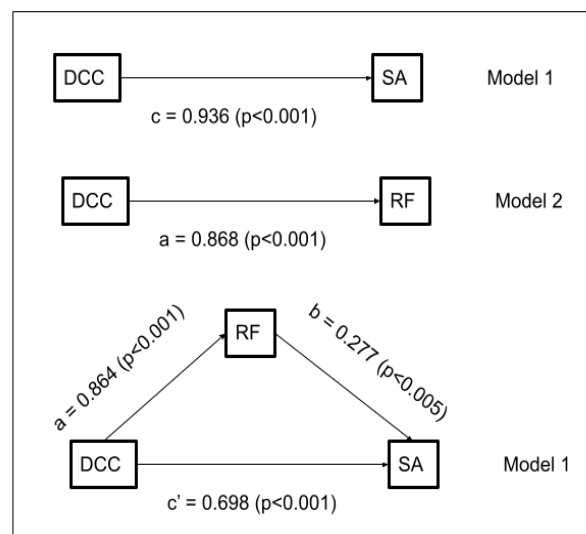 DCC SA Model 1
c = 0.936 (p<0.001)
DCC RF Model 2
a = 0.868 (p<0.001)
RF
a = 0.864 (p<0.001)
b = 0.277 (p<0.005)
DCC SA Model 1
c' = 0.698 (p<0.001)